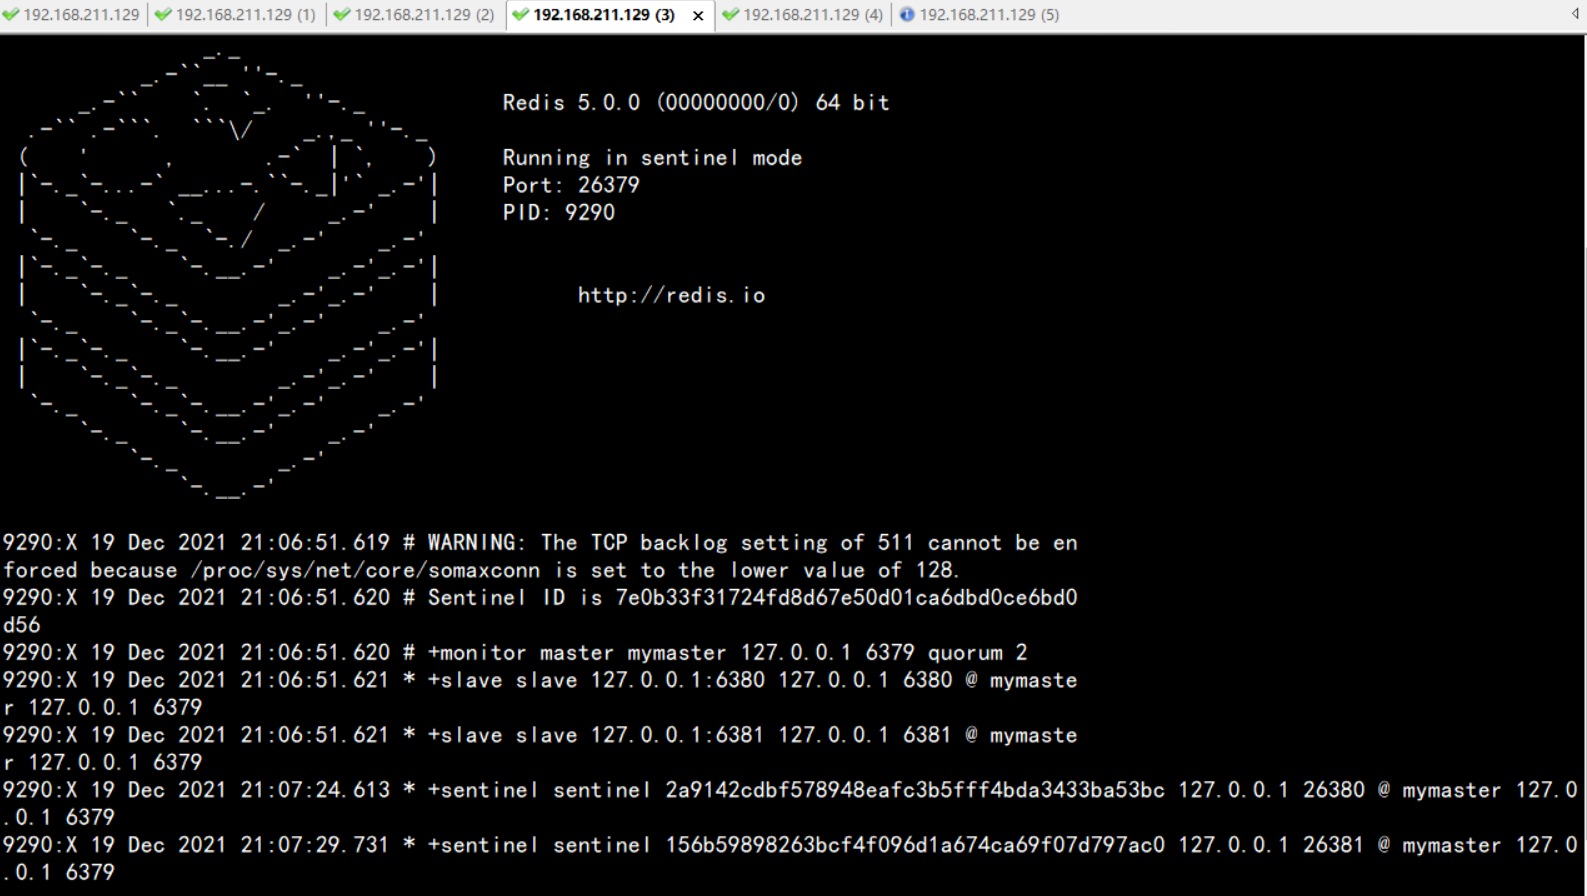 192.168.211.129 192.168.211.129 (1) 192.168.211.129 (2) 192.168.211.129 (3) × 192.168.211.129 (4) 192.168.211.129 (5)
Redis 5.0.0 (00000000/0) 64 bit
Running in sentinel mode
Port: 26379
PID: 9290
http://redis.io
9290:X 19 Dec 2021 21:06:51.619 # WARNING: The TCP backlog setting of 511 cannot be en
forced because /proc/sys/net/core/somaxconn is set to the lower value of 128.
9290:X 19 Dec 2021 21:06:51.620 # Sentinel ID is 7e0b33f31724fd8d67e50d01ca6dbd0ce6bd0
d56
9290:X 19 Dec 2021 21:06:51.620 # +monitor master mymaster 127.0.0.1 6379 quorum 2
9290:X 19 Dec 2021 21:06:51.621 * +slave slave 127.0.0.1:6380 127.0.0.1 6380 @ mymaste
r 127.0.0.1 6379
9290:X 19 Dec 2021 21:06:51.621 * +slave slave 127.0.0.1:6381 127.0.0.1 6381 @ mymaste
r 127.0.0.1 6379
9290:X 19 Dec 2021 21:07:24.613 * +sentinel sentinel 2a9142cdbf578948eafc3b5fff4bda3433ba53bc 127.0.0.1 26380 @ mymaster 127.0
.0.1 6379
9290:X 19 Dec 2021 21:07:29.731 * +sentinel sentinel 156b59898263bcf4f096d1a674ca69f07d797ac0 127.0.0.1 26381 @ mymaster 127.0
.0.1 6379